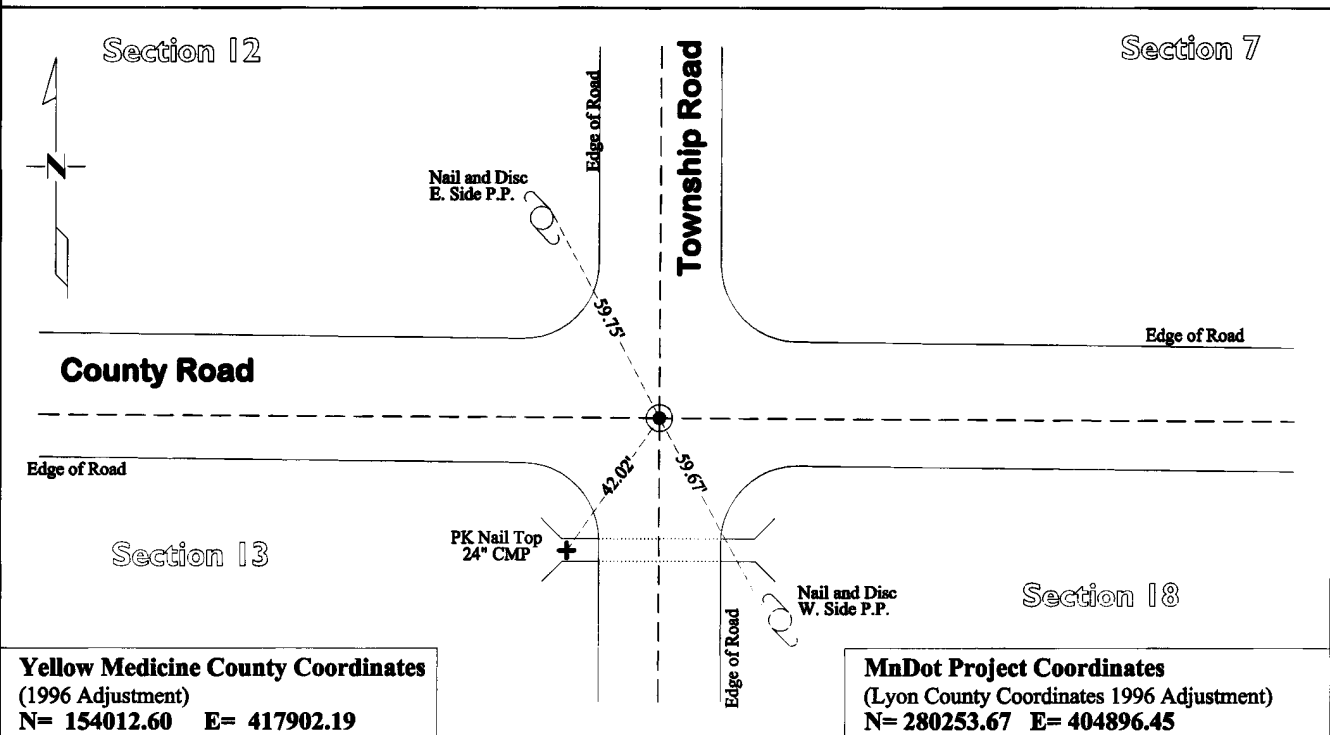 Section 12
Section 7
N
Edge of Road
Township Road
Nail and Disc
E. Side P.P.
59.75'
Edge of Road
County Road
Edge of Road
42.02'
59.67'
PK Nail Top
24" CMP
Section 13
Nail and Disc
W. Side P.P.
Section 18
Edge of Road
Yellow Medicine County Coordinates
(1996 Adjustment)
N= 154012.60 E= 417902.19
MnDot Project Coordinates
(Lyon County Coordinates 1996 Adjustment)
N= 280253.67 E= 404896.45